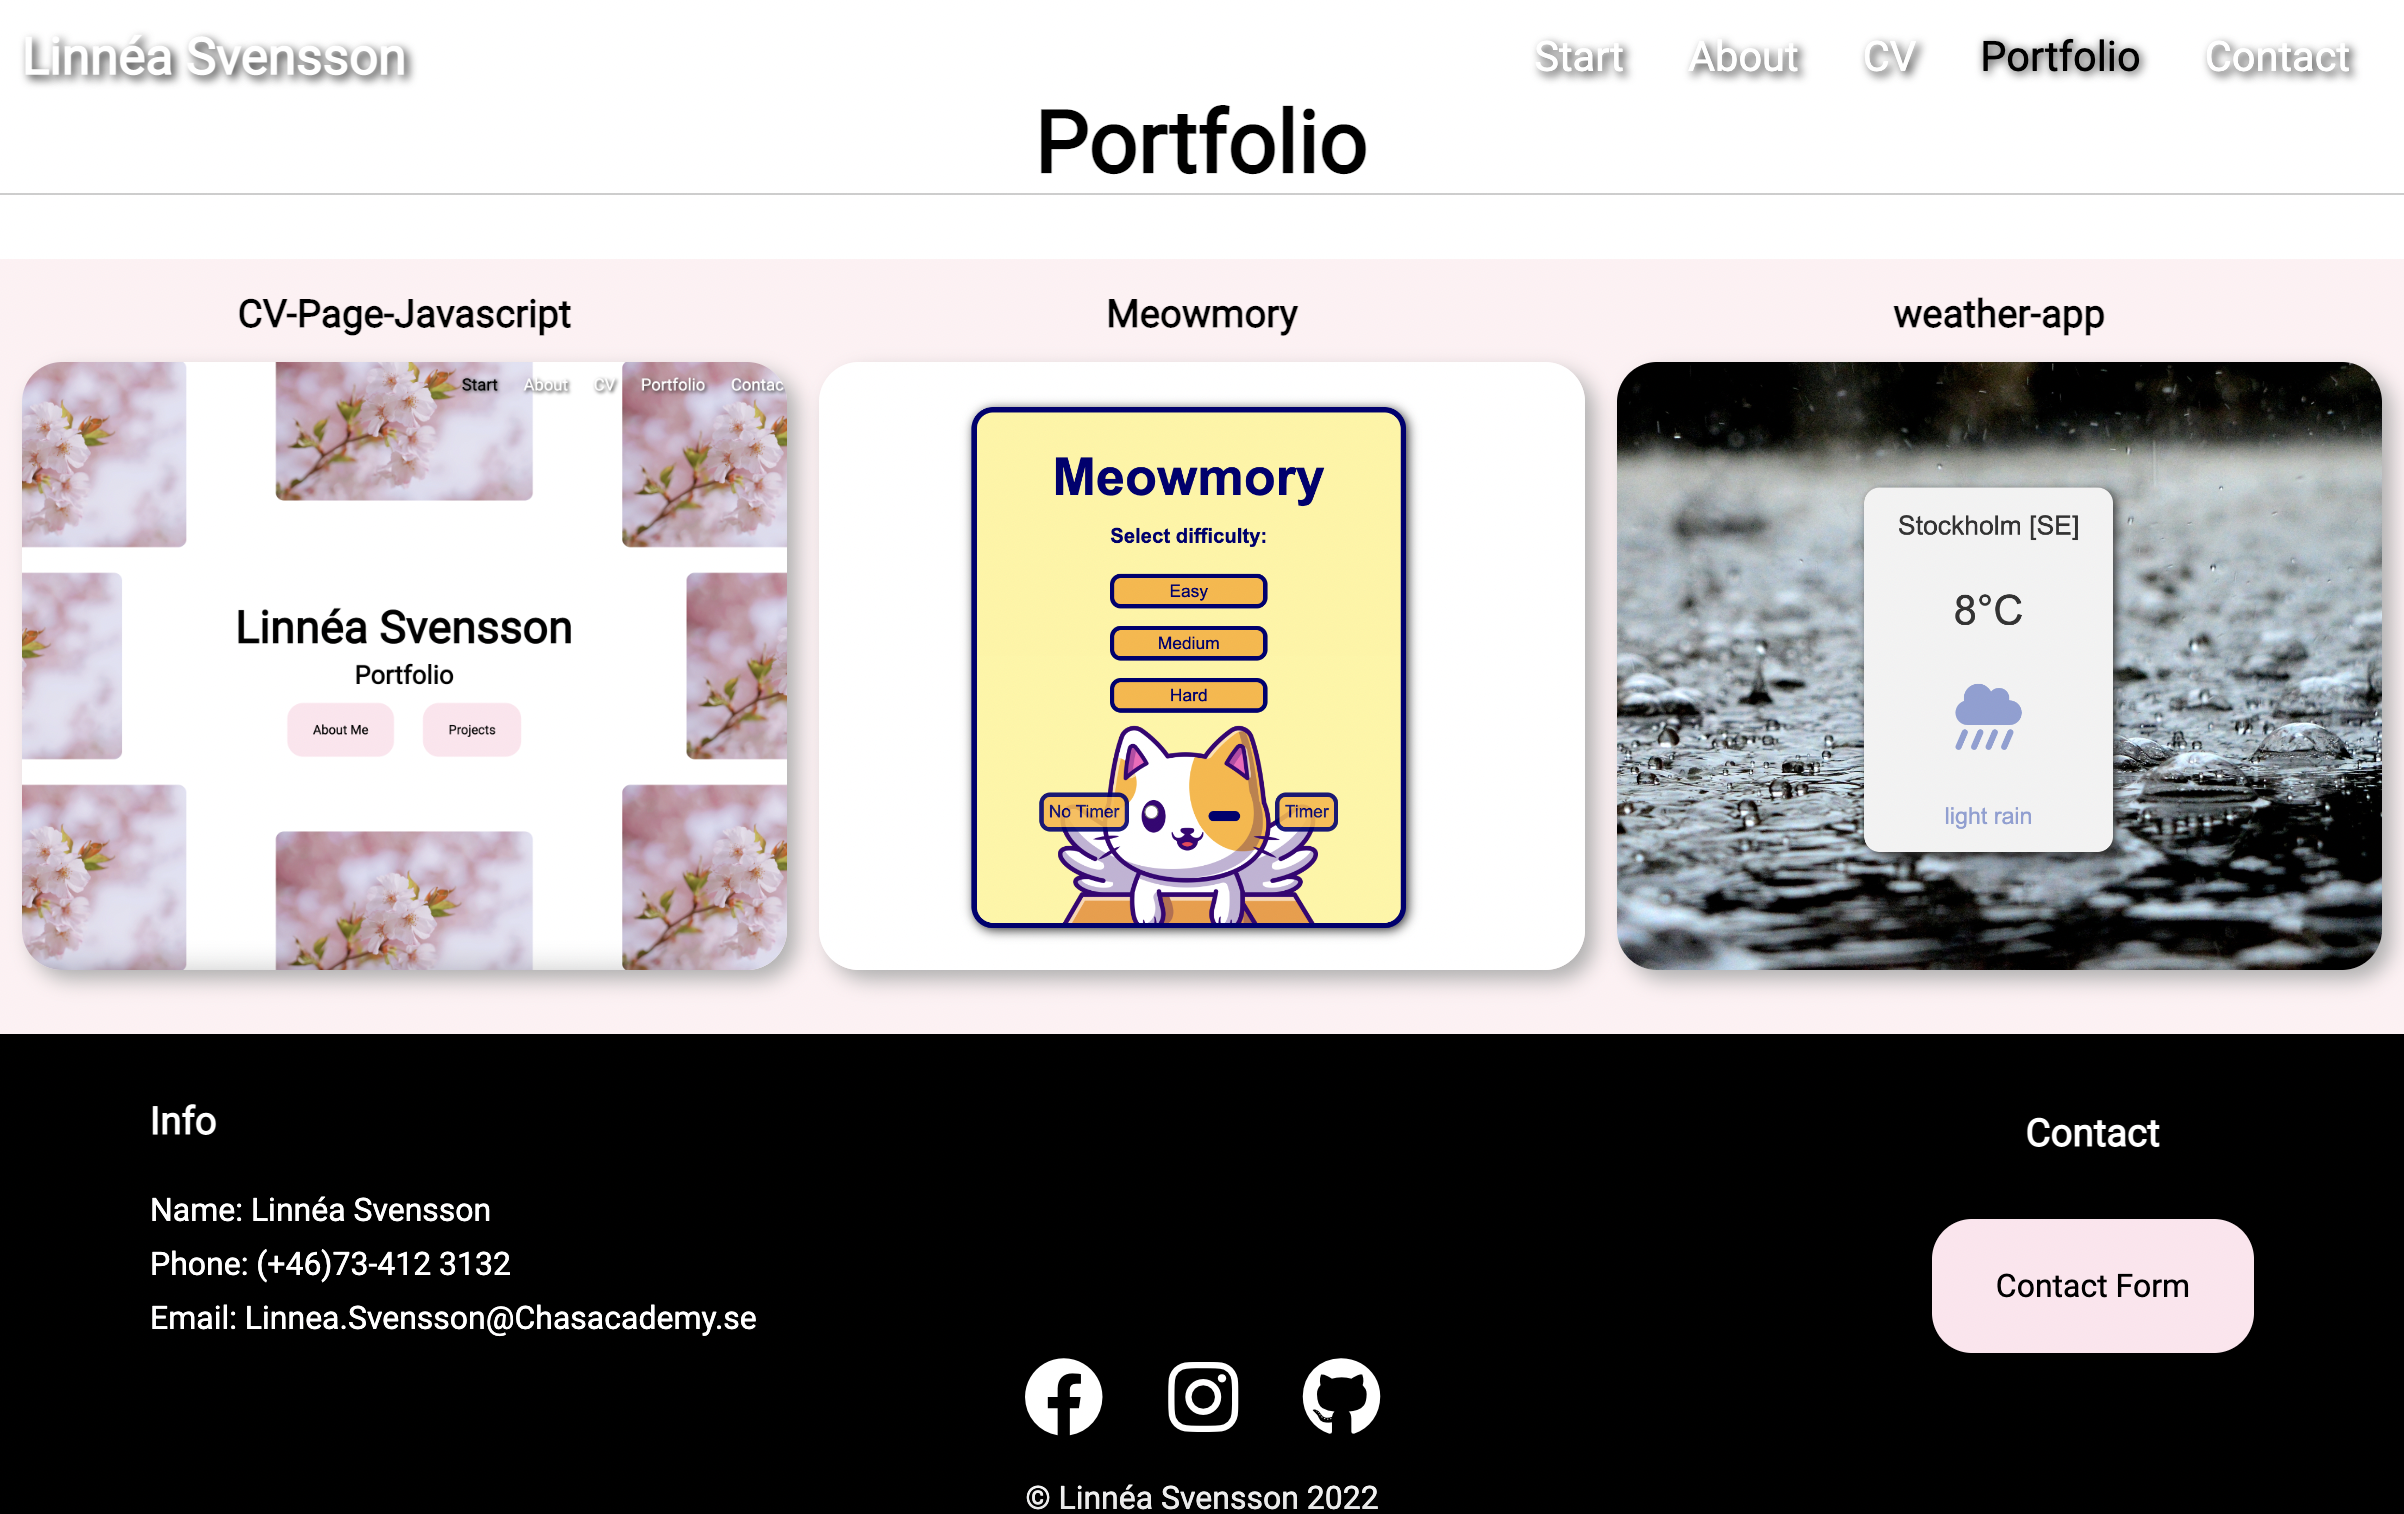 Linnéa Svensson
Start About CV Portfolio Contact
Portfolio
CV-Page-Javascript
Start About CV Portfolio Contac
Linnéa Svensson
Portfolio
About Me Projects
Meowmory
Meowmory
Select difficulty:
Easy
Medium
Hard
No Timer Timer
weather-app
Stockholm [SE]
8°C
light rain
Info
Name: Linnéa Svensson
Phone: (+46)73-412 3132
Email: Linnea.Svensson@Chasacademy.se
Contact
Contact Form
© Linnéa Svensson 2022